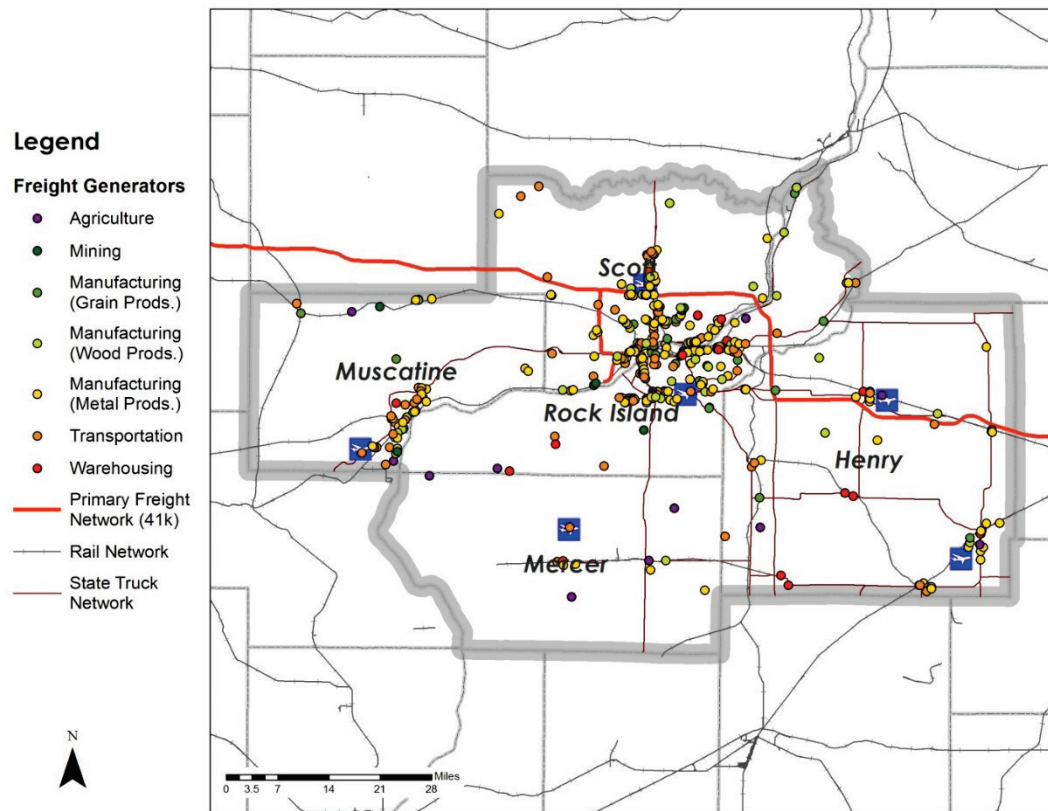 Legend
Freight Generators
Agriculture
Mining
Manufacturing
(Grain Prods.)
Manufacturing
(Wood Prods.)
Manufacturing
(Metal Prods.)
Transportation
Warehousing
Primary Freight
Network (41k)
Rail Network
State Truck
Network
N
Scott
Muscatine
Rock Island
Henry
Mercer
0 3.5 7 14 21 28 Miles